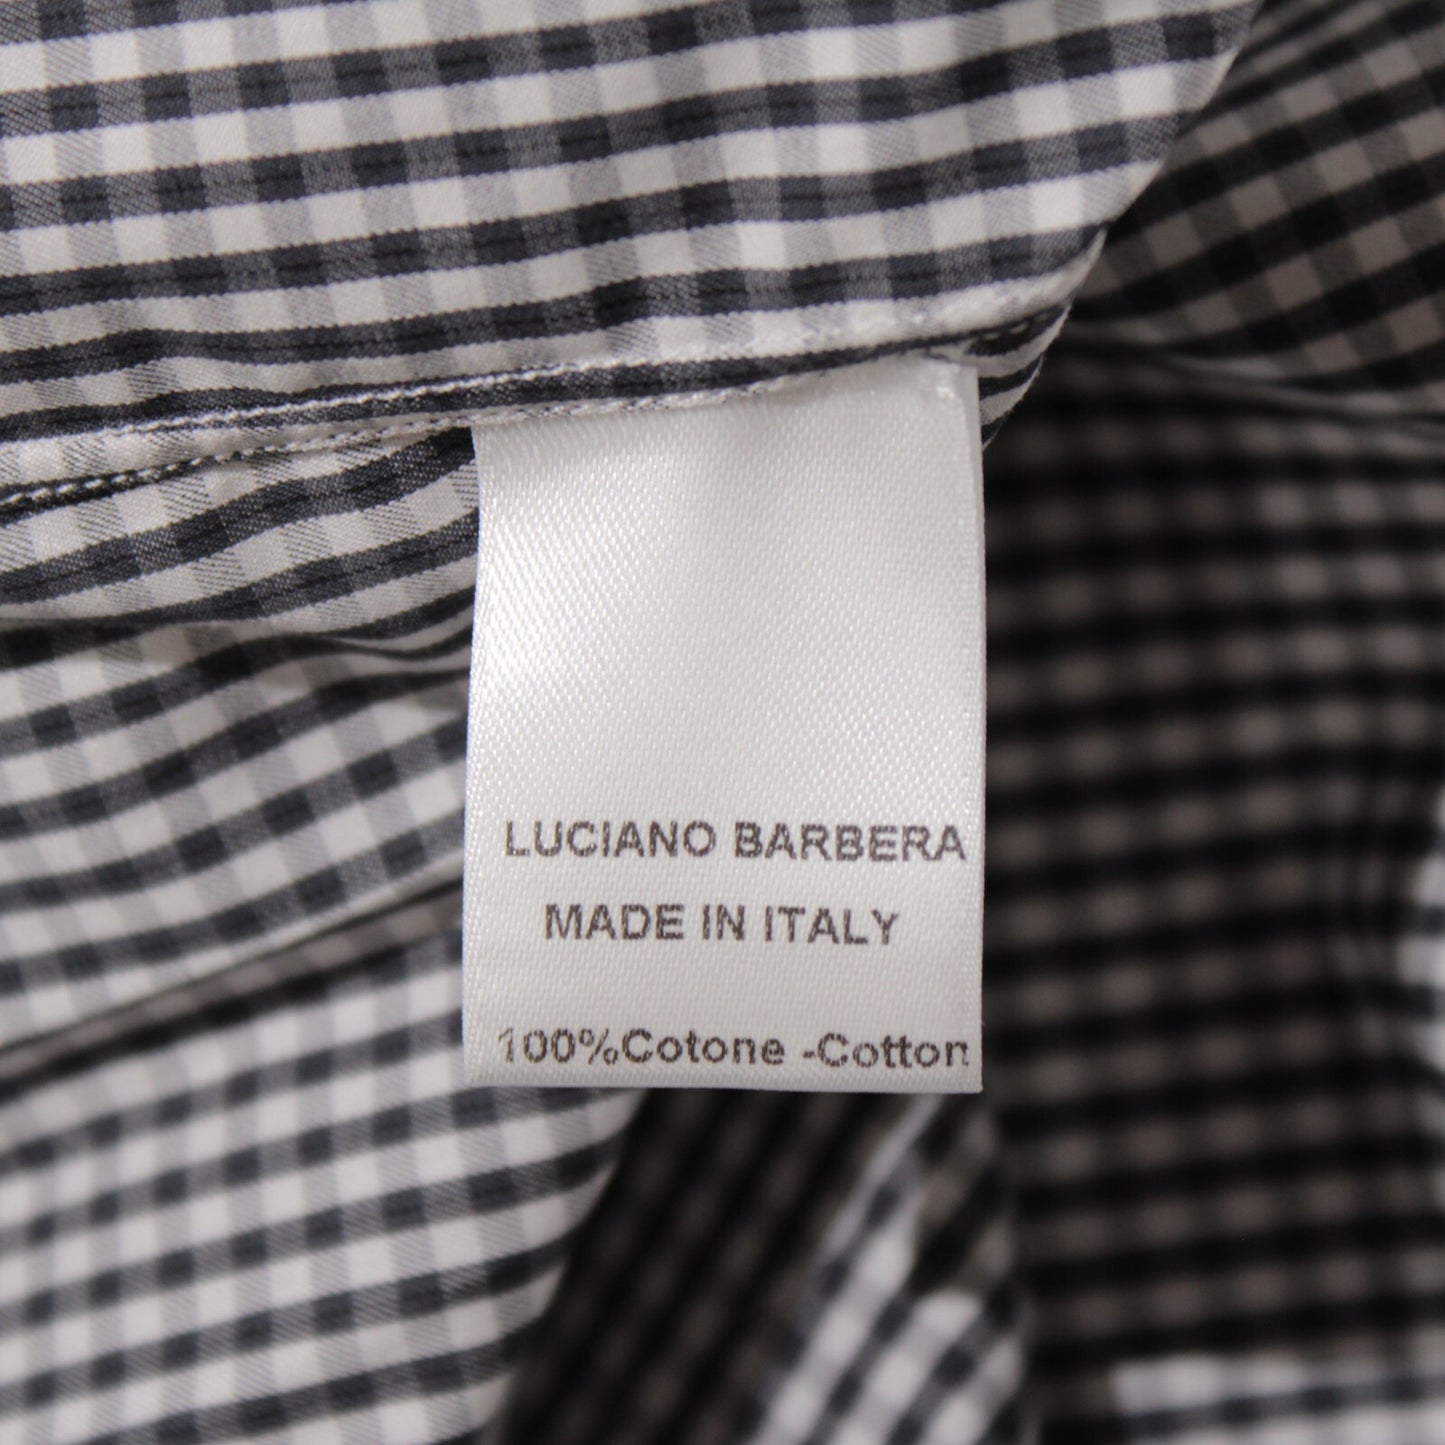 LUCIANO BARBERA
MADE IN ITALY
100%Cotone -Cotton